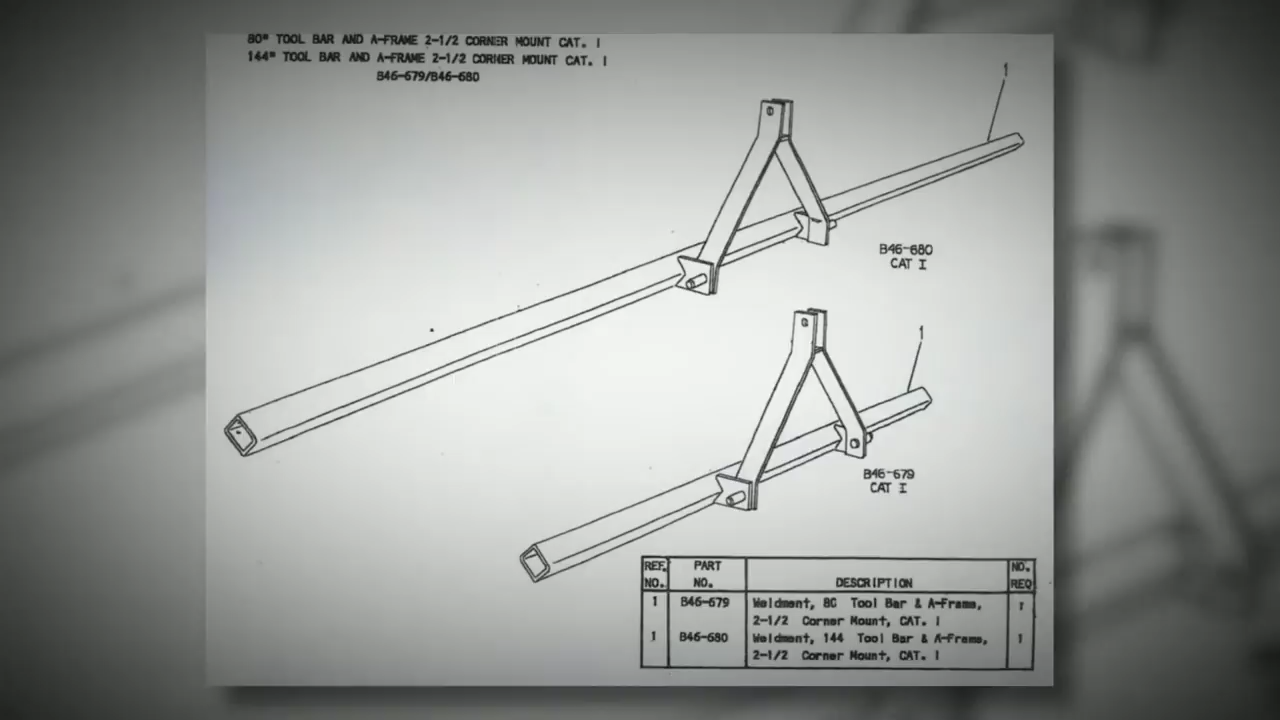 80" TOOL BAR AND A-FRAME 2-1/2 CORNER MOUNT CAT. I
144" TOOL BAR AND A-FRAME 2-1/2 CORNER MOUNT CAT. I
B46-679/B46-680
1
B46-680
CAT I
1
B46-679
CAT I
REF. NO. PART NO. DESCRIPTION NO. REQ
1 B46-679 Weldment, 80 Tool Bar & A-Frame, 1
2-1/2 Corner Mount, CAT. I
1 B46-680 Weldment, 144 Tool Bar & A-Frame, 1
2-1/2 Corner Mount, CAT. I